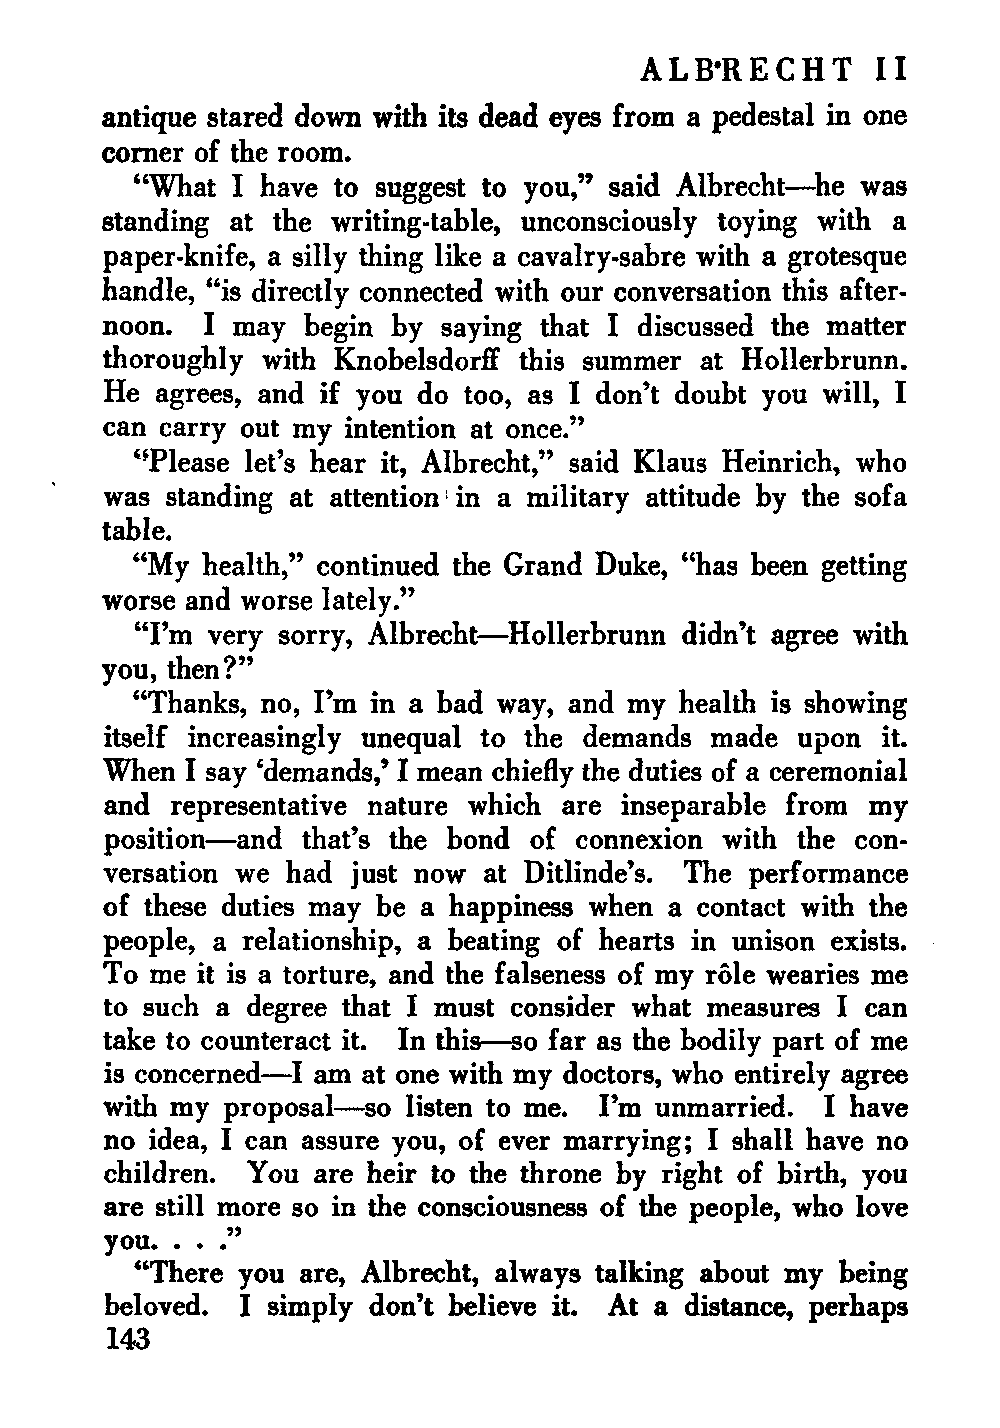 ALBRECHT II
antique stared down with its dead eyes from a pedestal in one
corner of the room.
“What I have to suggest to you,” said Albrecht—he was
standing at the writing-table, unconsciously toying with a
paper-knife, a silly thing like a cavalry-sabre with a grotesque
handle, “is directly connected with our conversation this after-
noon. I may begin by saying that I discussed the matter
thoroughly with Knobelsdorff this summer at Hollerbrunn.
He agrees, and if you do too, as I don’t doubt you will, I
can carry out my intention at once.”
“Please let’s hear it, Albrecht,” said Klaus Heinrich, who
was standing at attention in a military attitude by the sofa
table.
“My health,” continued the Grand Duke, “has been getting
worse and worse lately.”
“I’m very sorry, Albrecht—Hollerbrunn didn’t agree with
you, then?”
“Thanks, no, I’m in a bad way, and my health is showing
itself increasingly unequal to the demands made upon it.
When I say ‘demands,’ I mean chiefly the duties of a ceremonial
and representative nature which are inseparable from my
position—and that’s the bond of connexion with the con-
versation we had just now at Ditlinde’s. The performance
of these duties may be a happiness when a contact with the
people, a relationship, a beating of hearts in unison exists.
To me it is a torture, and the falseness of my rôle wearies me
to such a degree that I must consider what measures I can
take to counteract it. In this—so far as the bodily part of me
is concerned—I am at one with my doctors, who entirely agree
with my proposal—so listen to me. I’m unmarried. I have
no idea, I can assure you, of ever marrying; I shall have no
children. You are heir to the throne by right of birth, you
are still more so in the consciousness of the people, who love
you. . . .”
“There you are, Albrecht, always talking about my being
beloved. I simply don’t believe it. At a distance, perhaps
143